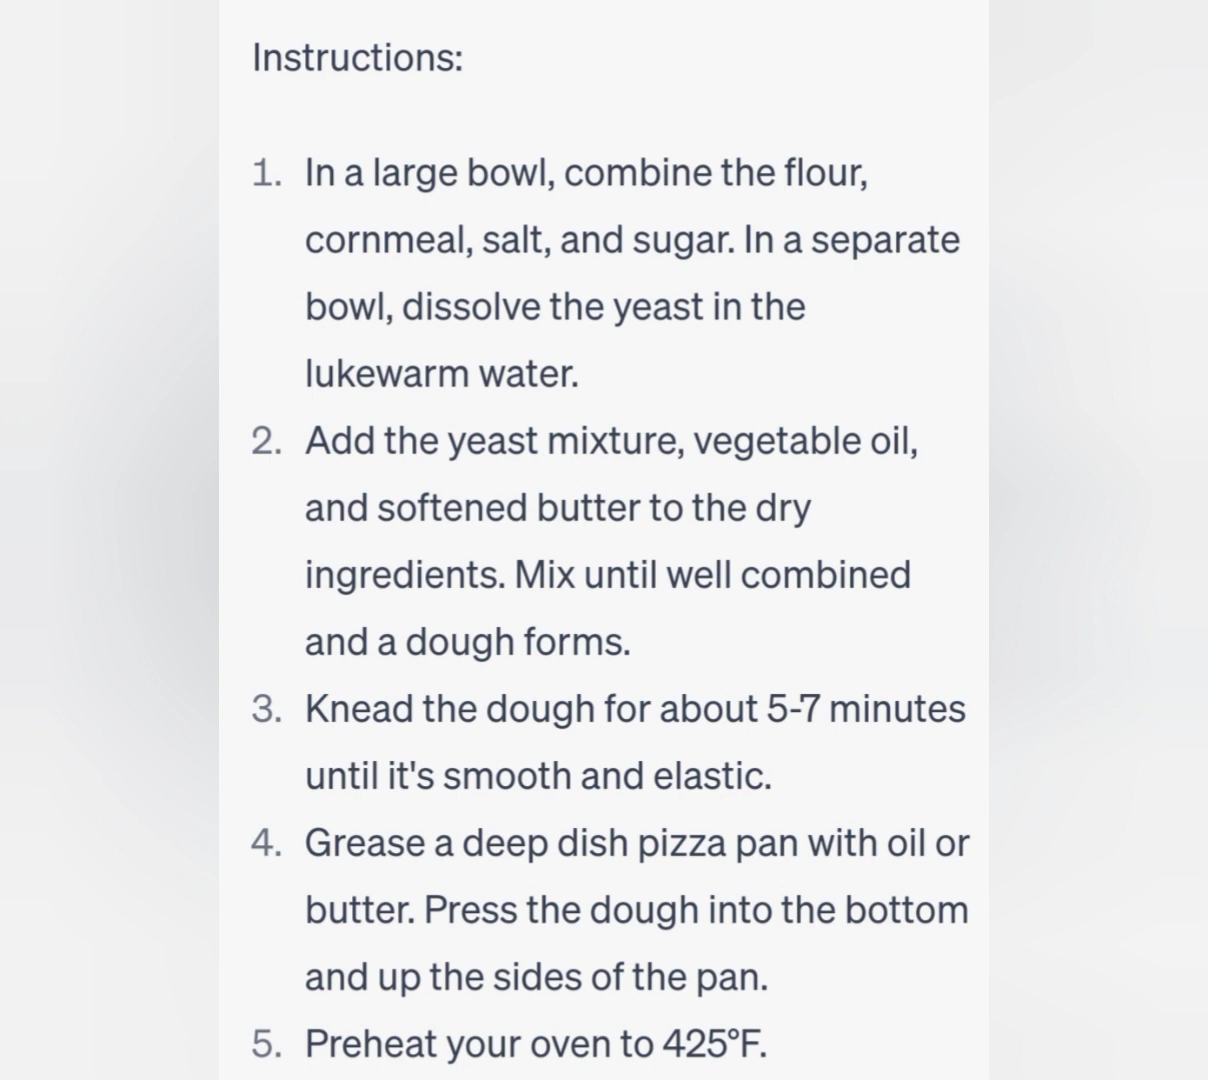 Instructions:
1. In a large bowl, combine the flour,
cornmeal, salt, and sugar. In a separate
bowl, dissolve the yeast in the
lukewarm water.
2. Add the yeast mixture, vegetable oil,
and softened butter to the dry
ingredients. Mix until well combined
and a dough forms.
3. Knead the dough for about 5-7 minutes
until it's smooth and elastic.
4. Grease a deep dish pizza pan with oil or
butter. Press the dough into the bottom
and up the sides of the pan.
5. Preheat your oven to 425°F.